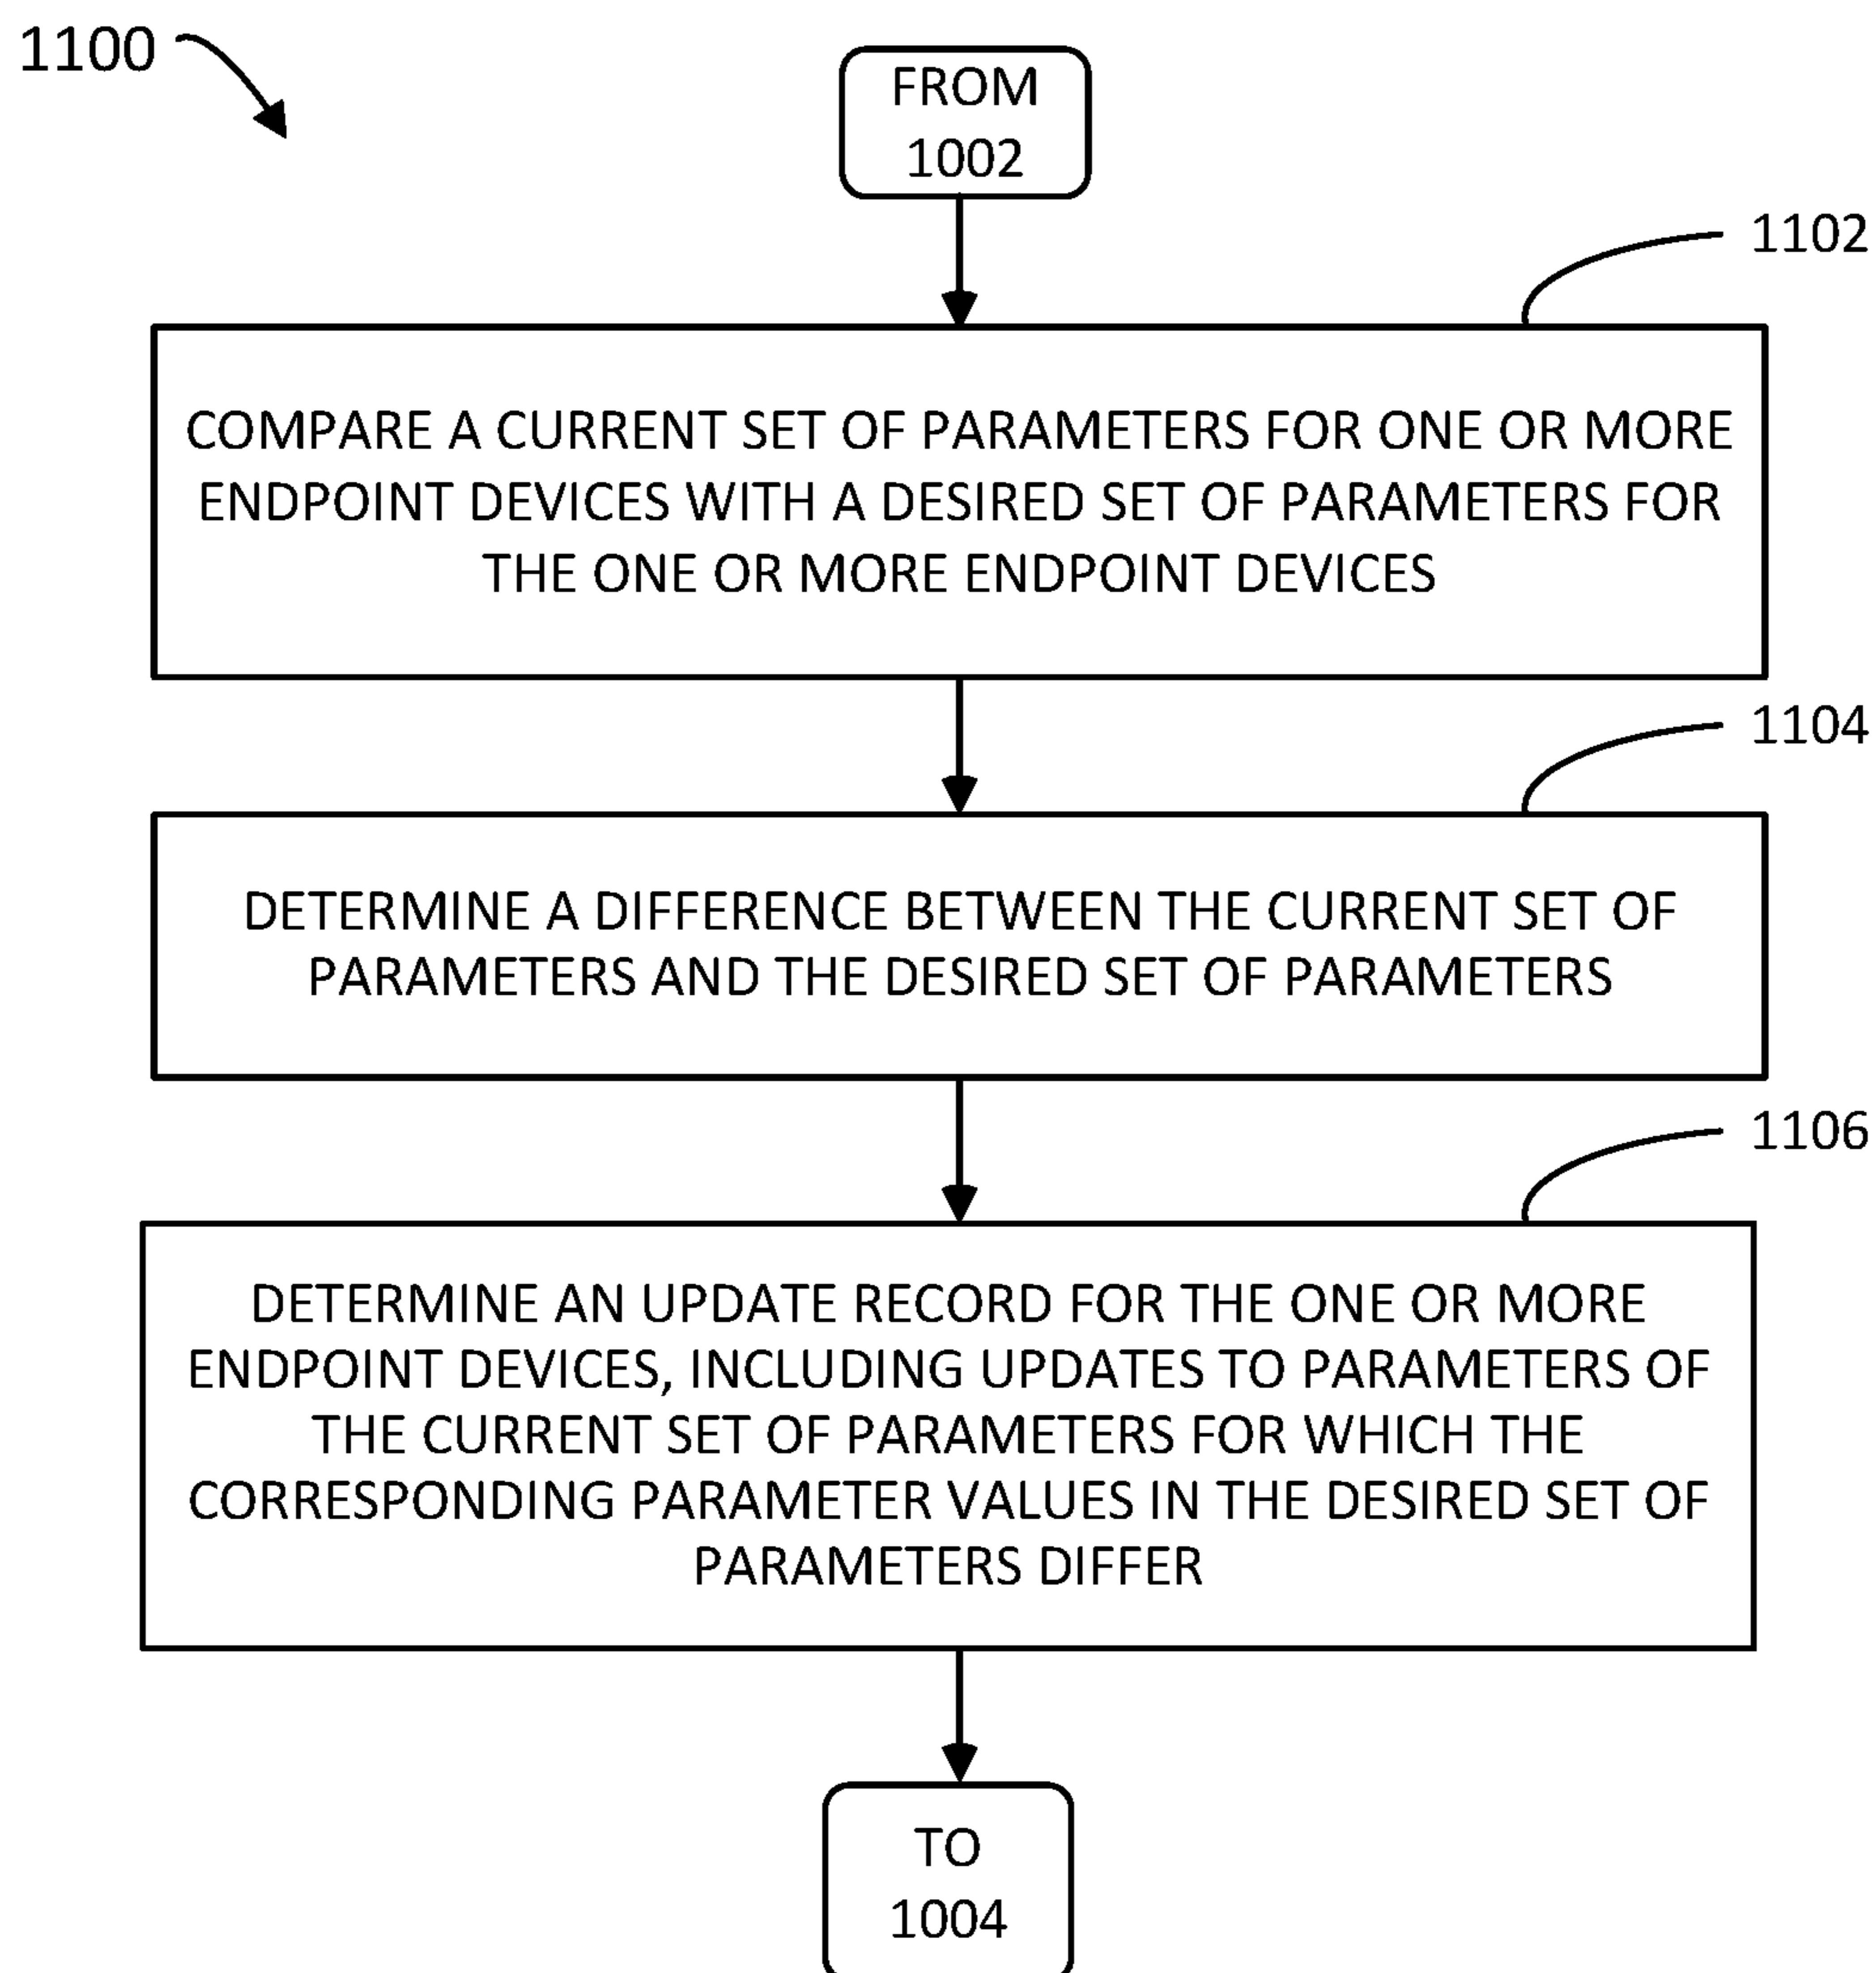 1100
FROM
1002
1102
COMPARE A CURRENT SET OF PARAMETERS FOR ONE OR MORE
ENDPOINT DEVICES WITH A DESIRED SET OF PARAMETERS FOR
THE ONE OR MORE ENDPOINT DEVICES
1104
DETERMINE A DIFFERENCE BETWEEN THE CURRENT SET OF
PARAMETERS AND THE DESIRED SET OF PARAMETERS
1106
DETERMINE AN UPDATE RECORD FOR THE ONE OR MORE
ENDPOINT DEVICES, INCLUDING UPDATES TO PARAMETERS OF
THE CURRENT SET OF PARAMETERS FOR WHICH THE
CORRESPONDING PARAMETER VALUES IN THE DESIRED SET OF
PARAMETERS DIFFER
TO
1004